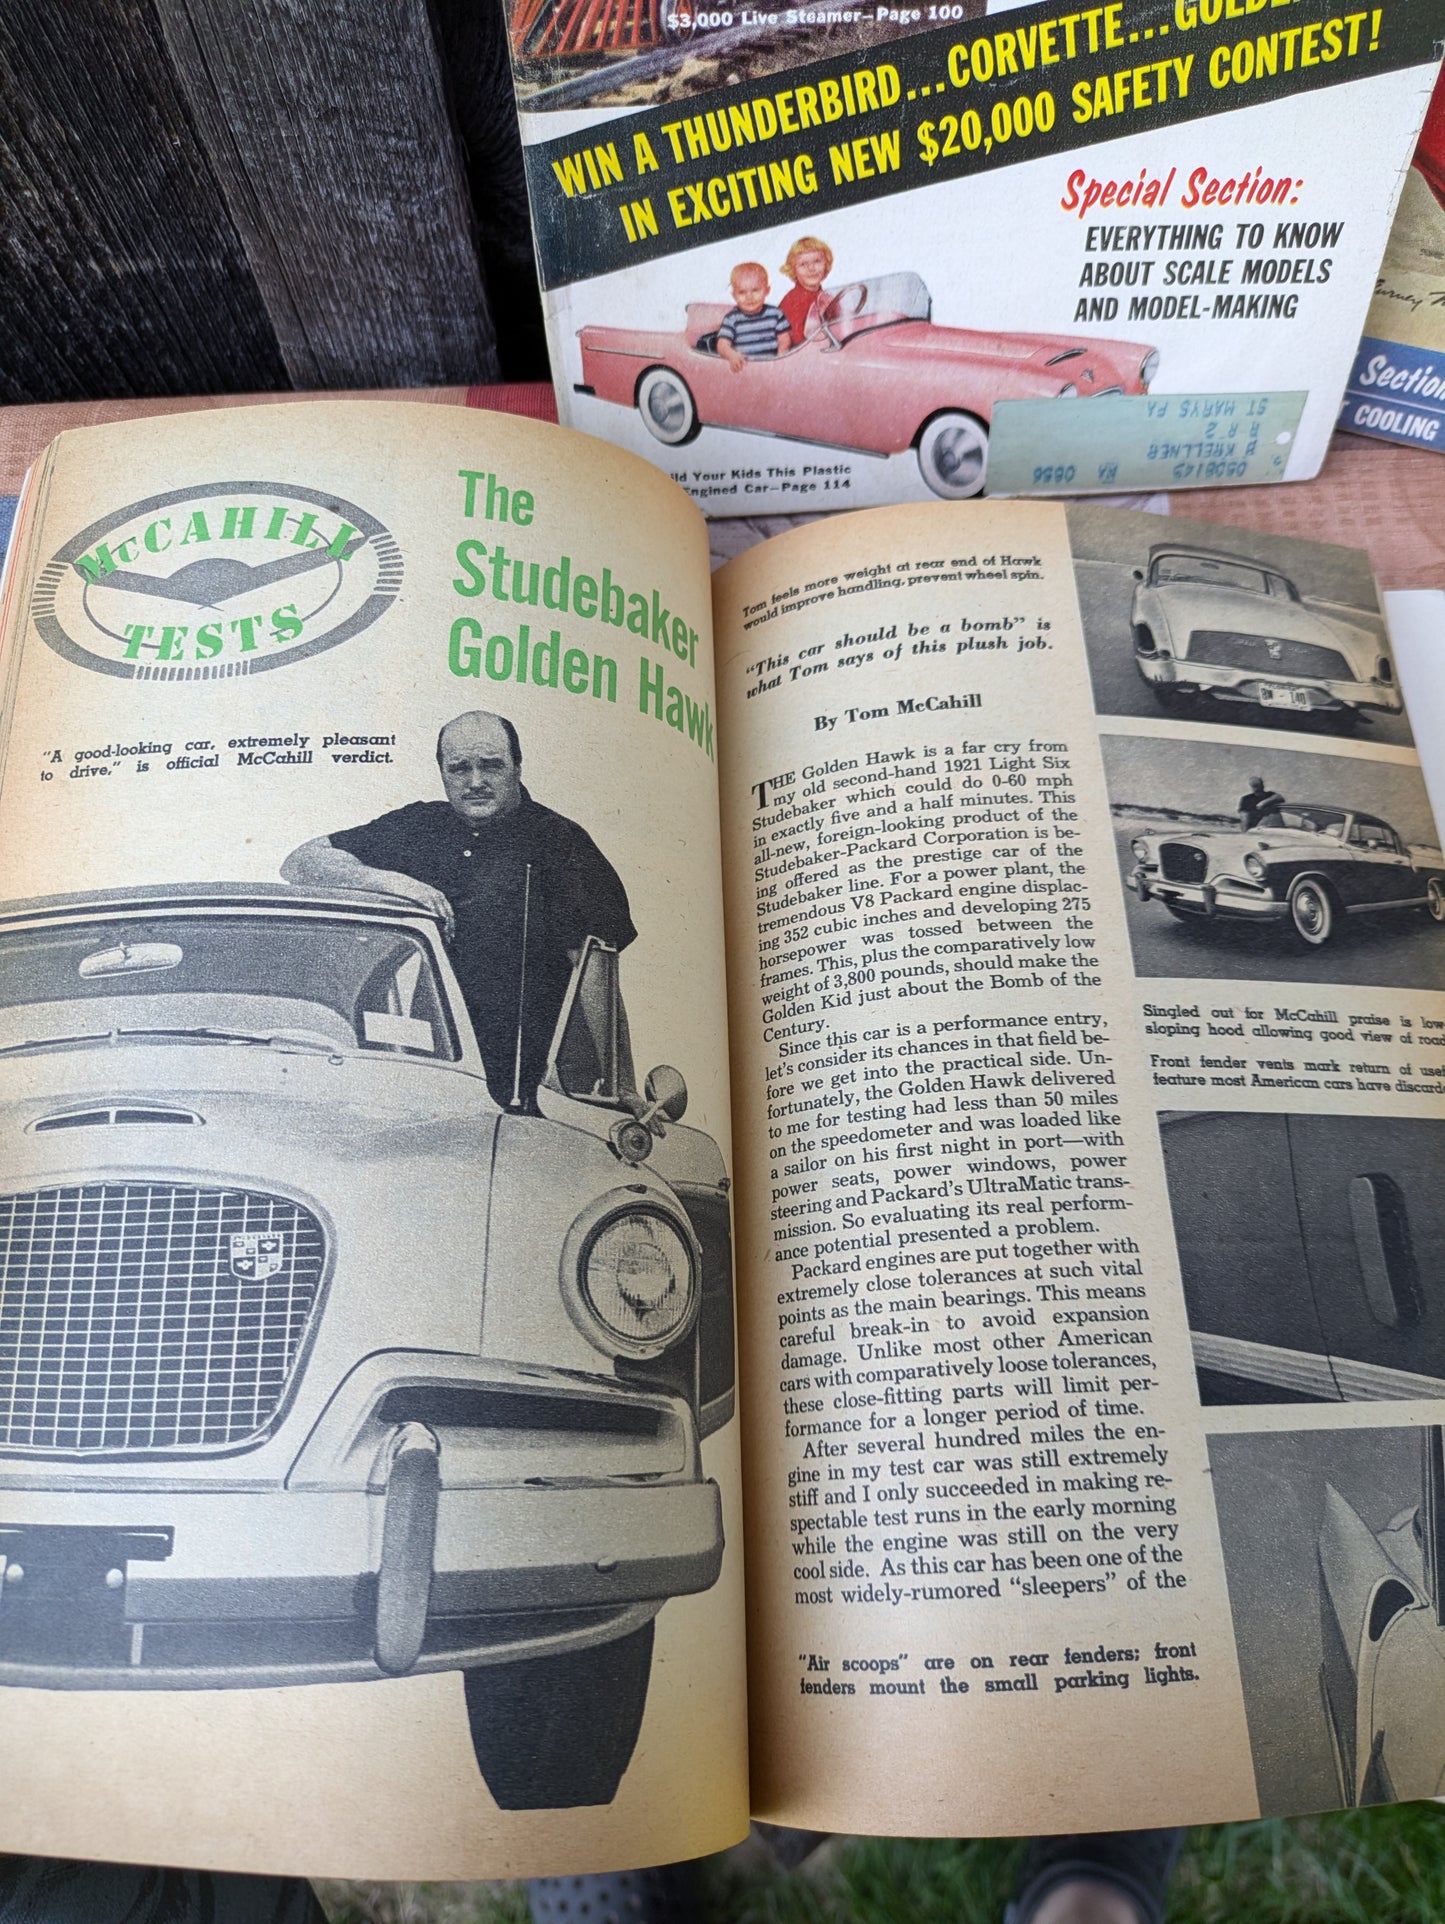 $3,000 Live Steamer—Page 100
WIN A THUNDERBIRD...CORVETTE...
IN EXCITING NEW $20,000 SAFETY CONTEST!
Special Section:
EVERYTHING TO KNOW
ABOUT SCALE MODELS
AND MODEL-MAKING
Your Kids This Plastic
Car—Page 114
ST MARYS PA
R R 2
KRELLNER
Section
COOLING
McCAHILL
TESTS
The
Studebaker
Golden Hawk
"A good-looking car, extremely pleasant
to drive," is official McCahill verdict.
Tom feels more weight at rear end of Hawk
would improve handling, prevent wheel spin.
"This car should be a bomb" is
what Tom says of this plush job.
By Tom McCahill
THE Golden Hawk is a far cry from
my old second-hand 1921 Light Six
Studebaker which could do 0-60 mph
in exactly five and a half minutes. This
all-new, foreign-looking product of the
Studebaker-Packard Corporation is be-
ing offered as the prestige car of the
Studebaker line. For a power plant, the
tremendous V8 Packard engine displac-
ing 352 cubic inches and developing 275
horsepower was tossed between the
frames. This, plus the comparatively low
weight of 3,800 pounds, should make the
Golden Kid just about the Bomb of the
Century.
Since this car is a performance entry,
let's consider its chances in that field be-
fore we get into the practical side. Un-
fortunately, the Golden Hawk delivered
to me for testing had less than 50 miles
on the speedometer and was loaded like
a sailor on his first night in port—with
power seats, power windows, power
steering and Packard's UltraMatic trans-
mission. So evaluating its real perform-
ance potential presented a problem.
Packard engines are put together with
extremely close tolerances at such vital
points as the main bearings. This means
careful break-in to avoid expansion
damage. Unlike most other American
cars with comparatively loose tolerances,
these close-fitting parts will limit per-
formance for a longer period of time.
After several hundred miles the en-
gine in my test car was still extremely
stiff and I only succeeded in making re-
spectable test runs in the early morning
while the engine was still on the very
cool side. As this car has been one of the
most widely-rumored "sleepers" of the
"Air scoops" are on rear fenders; front
fenders mount the small parking lights.
8W - 140
Singled out for McCahill praise is low
sloping hood allowing good view of road
Front fender vents mark return of
feature most American cars have